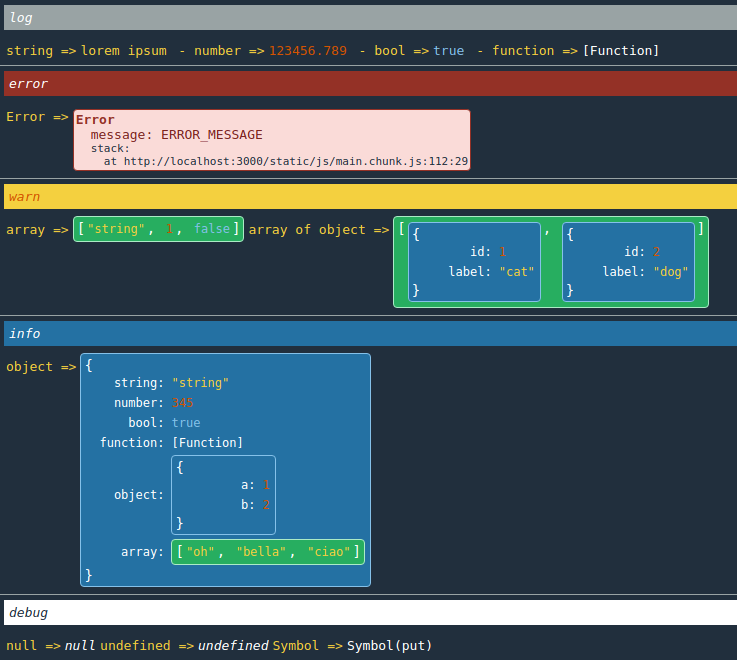 log
string => lorem ipsum - number => 123456.789 - bool => true - function => [Function]
error
Error => Error
message: ERROR_MESSAGE
stack:
at http://localhost:3000/static/js/main.chunk.js:112:29
warn
array => ["string", 1, false] array of object => [{ , { ]
id: 1 id: 2
label: "cat" label: "dog"
} }
info
object => {
string: "string"
number: 345
bool: true
function: [Function]
{
a: 1
object:
b: 2
}
array: ["oh", "bella", "ciao"]
}
debug
null => null undefined => undefined Symbol => Symbol(put)